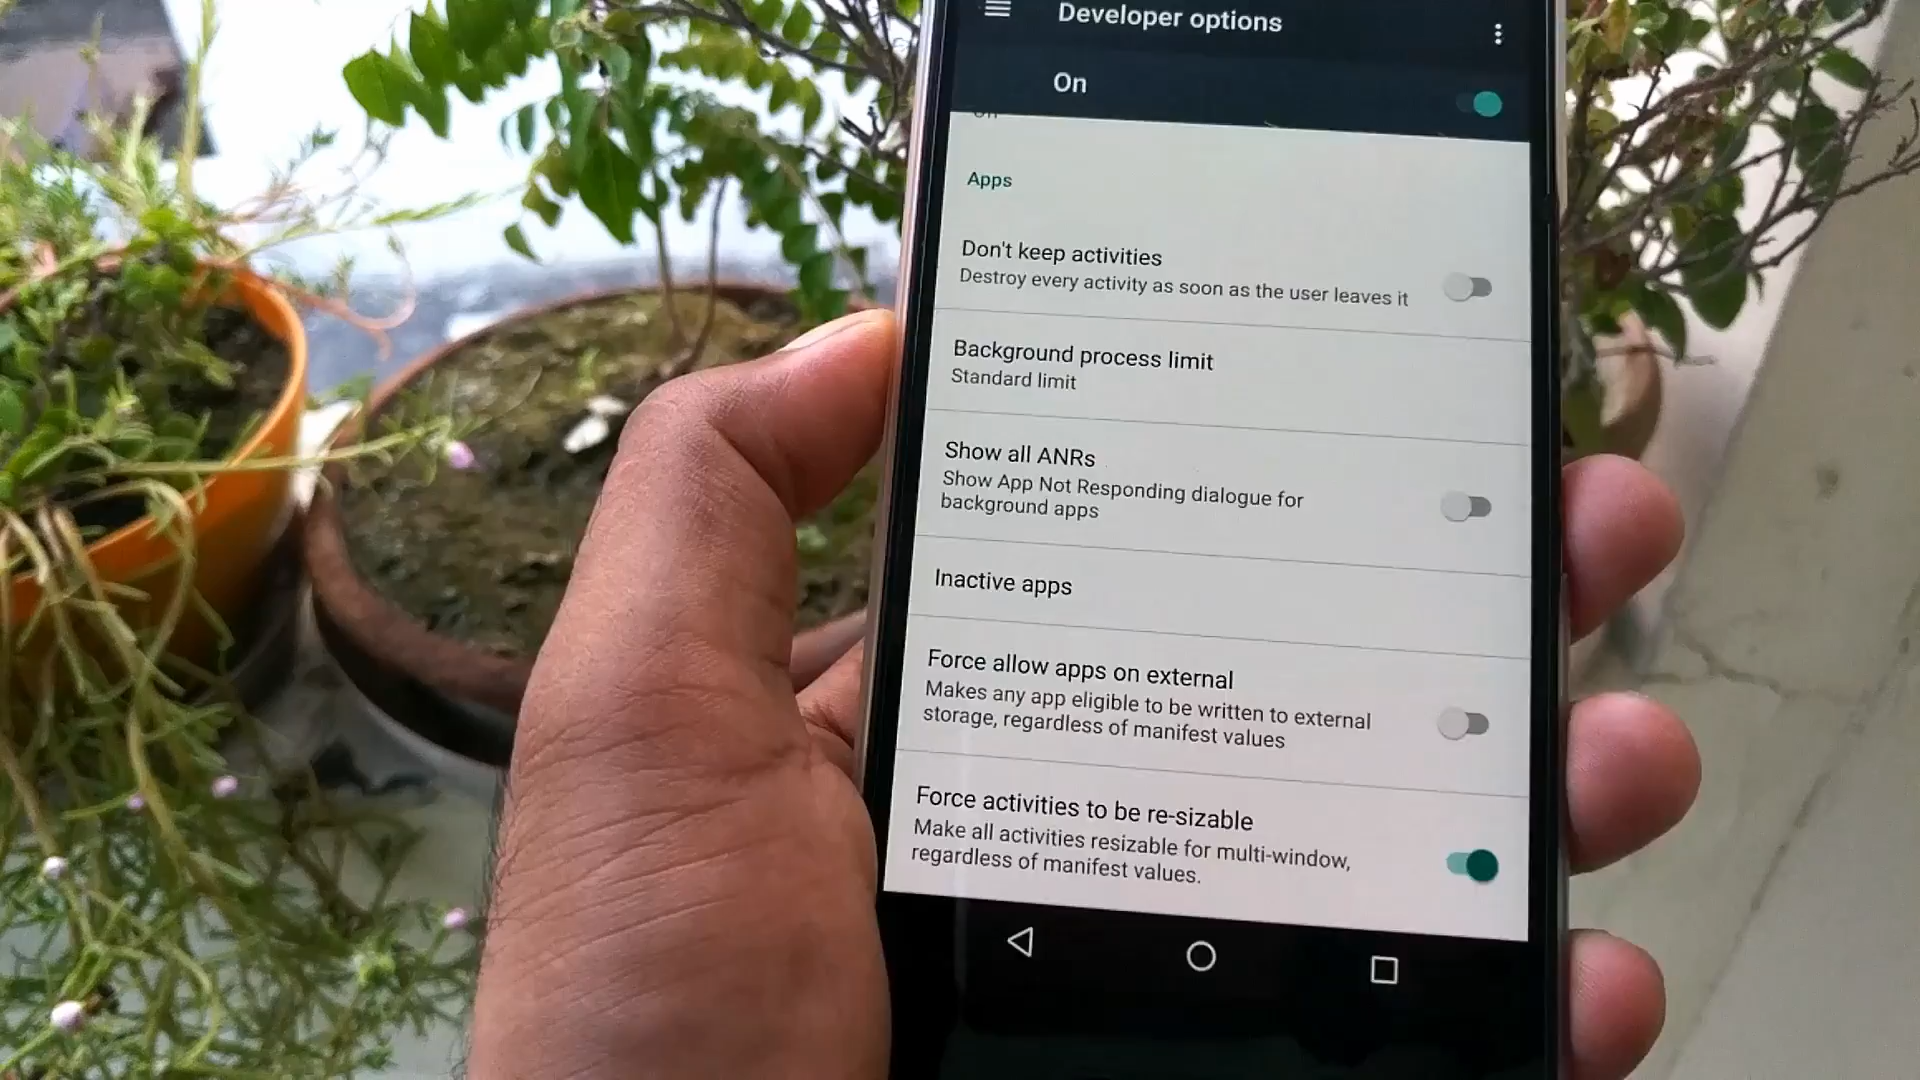 Developer options
On
Apps
Don't keep activities
Destroy every activity as soon as the user leaves it
Background process limit
Standard limit
Show all ANRs
Show App Not Responding dialogue for
background apps
Inactive apps
Force allow apps on external
Makes any app eligible to be written to external
storage, regardless of manifest values
Force activities to be re-sizable
Make all activities resizable for multi-window,
regardless of manifest values.